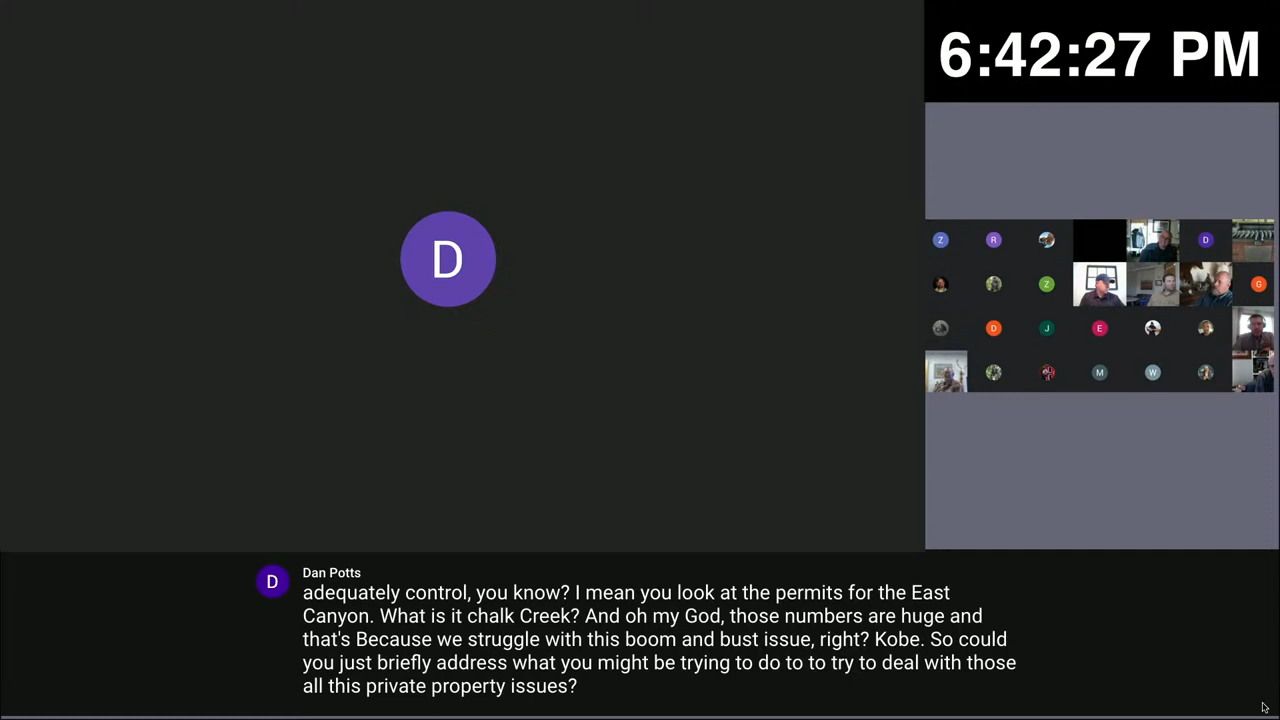 6:42:27 PM
D
Z
R
D
Z
G
D
J
E
M
W
D
Dan Potts
adequately control, you know? I mean you look at the permits for the East
Canyon. What is it chalk Creek? And oh my God, those numbers are huge and
that's Because we struggle with this boom and bust issue, right? Kobe. So could
you just briefly address what you might be trying to do to to try to deal with those
all this private property issues?